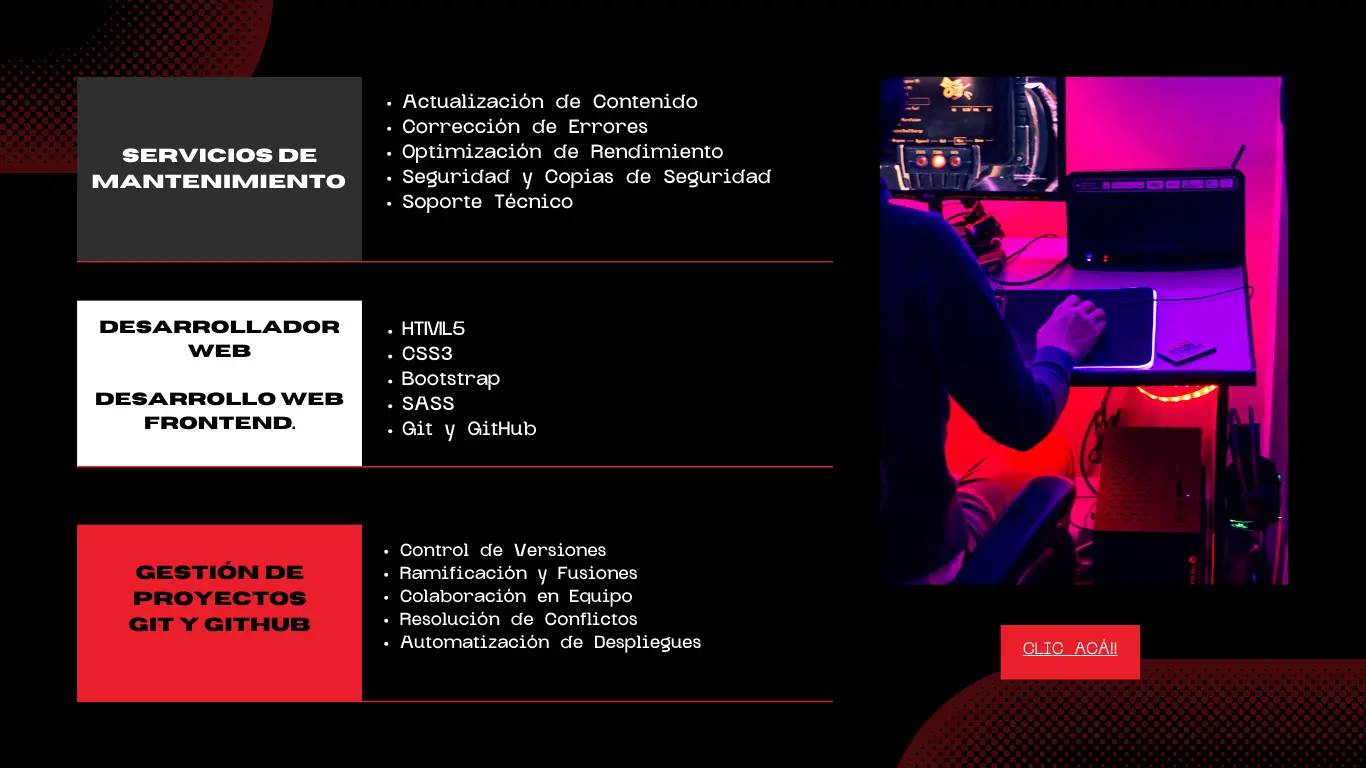 SERVICIOS DE
MANTENIMIENTO
• Actualización de Contenido
• Corrección de Errores
• Optimización de Rendimiento
• Seguridad y Copias de Seguridad
• Soporte Técnico
DESARROLLADOR
WEB
DESARROLLO WEB
FRONTEND.
• HTML5
• CSS3
• Bootstrap
• SASS
• Git y GitHub
GESTIÓN DE
PROYECTOS
GIT Y GITHUB
• Control de Versiones
• Ramificación y Fusiones
• Colaboración en Equipo
• Resolución de Conflictos
• Automatización de Despliegues
CLIC ACÁ!!